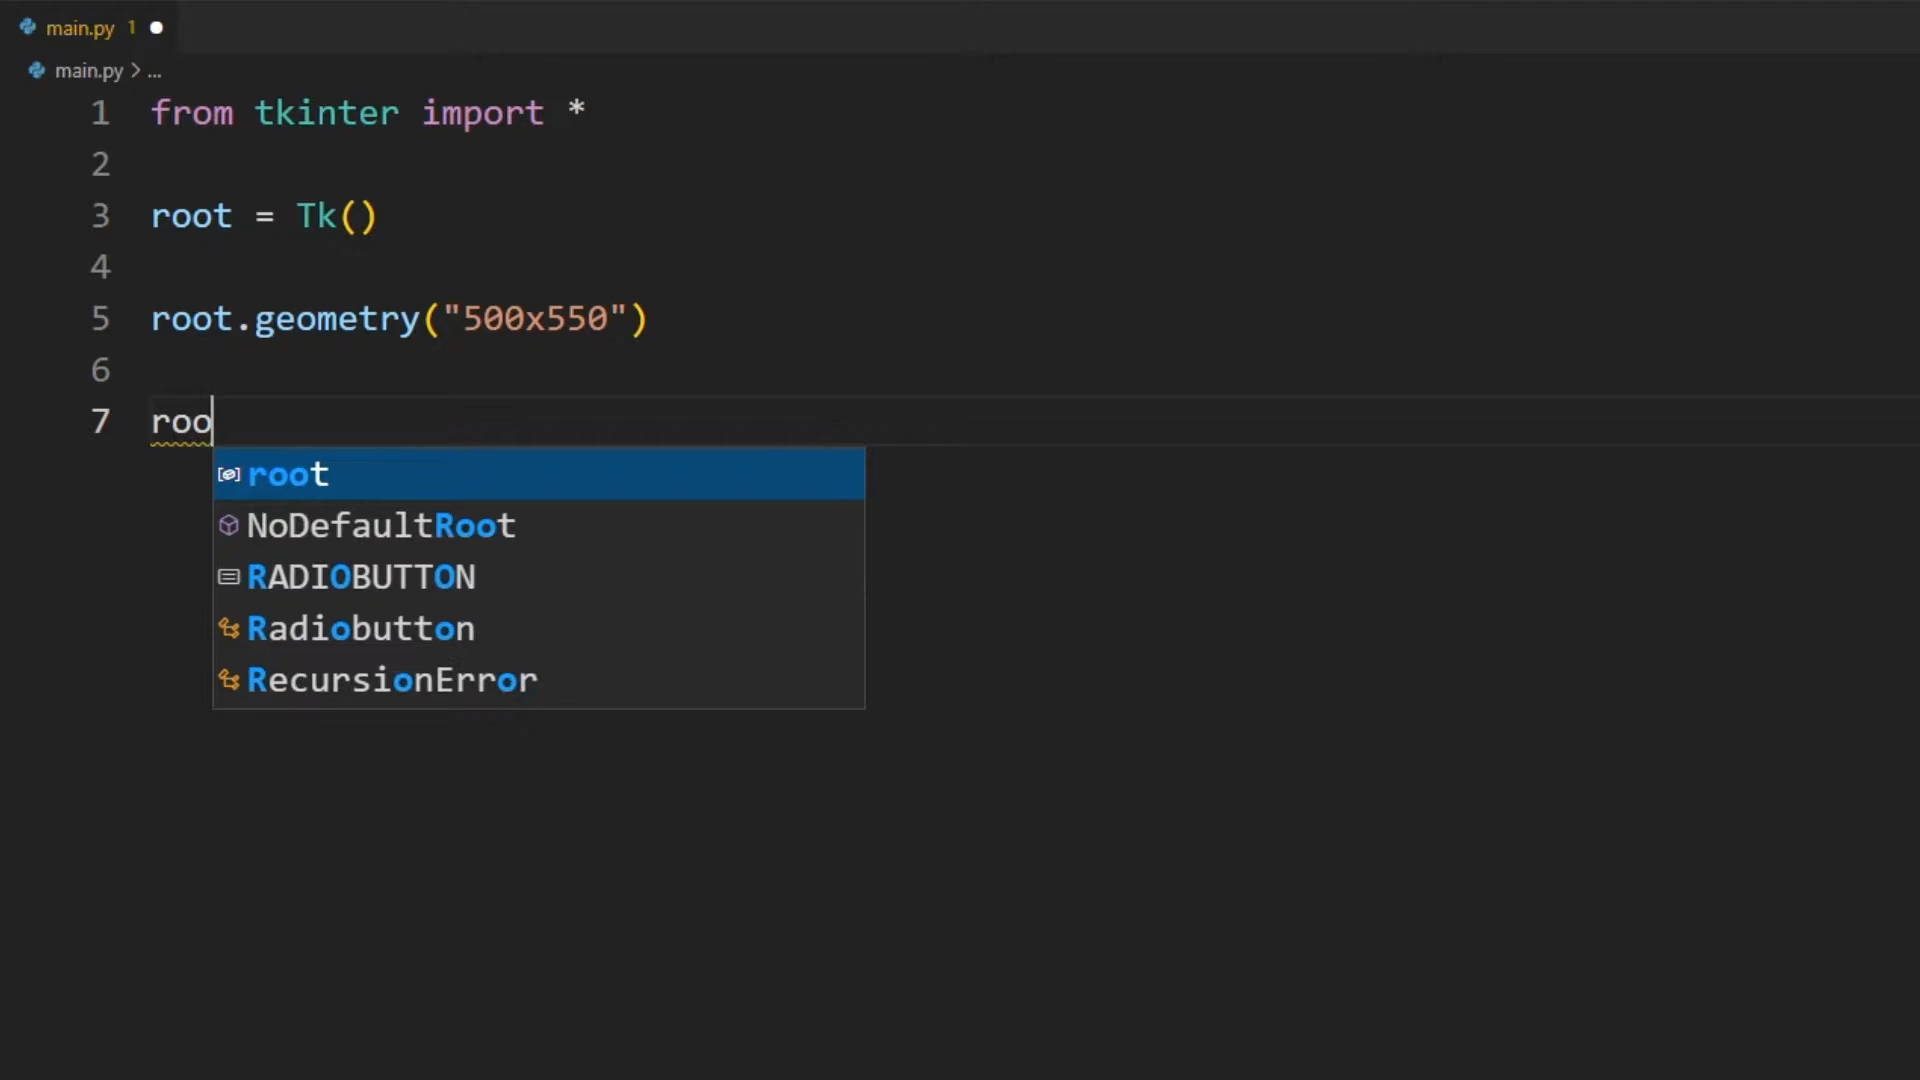 main.py 1
main.py > ...
1 from tkinter import *
2
3 root = Tk()
4
5 root.geometry("500x550")
6
7 roo
root
NoDefaultRoot
RADIOBUTTON
Radiobutton
RecursionError